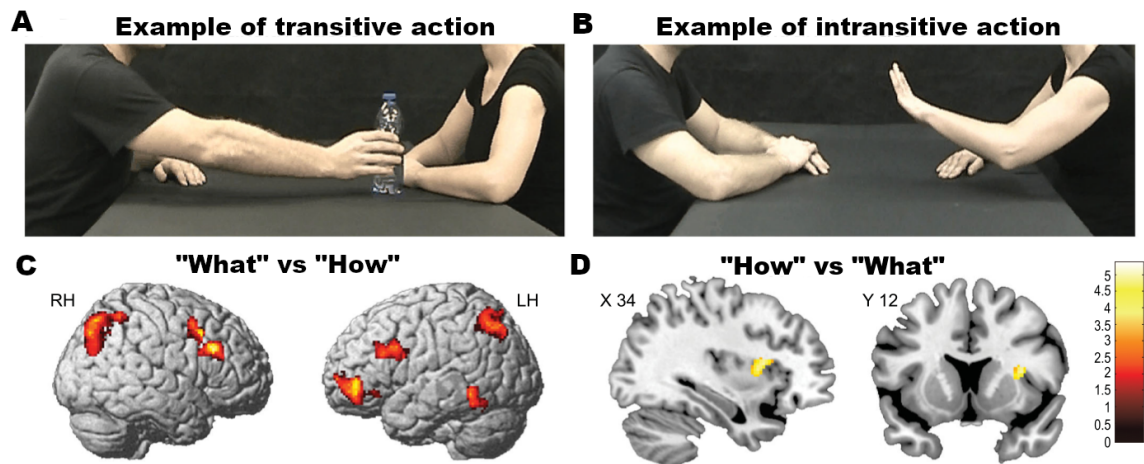 A Example of transitive action
B Example of intransitive action
C "What" vs "How"
RH
LH
D "How" vs "What"
X 34
Y 12
5
4.5
4
3.5
3
2.5
2
1.5
1
0.5
0